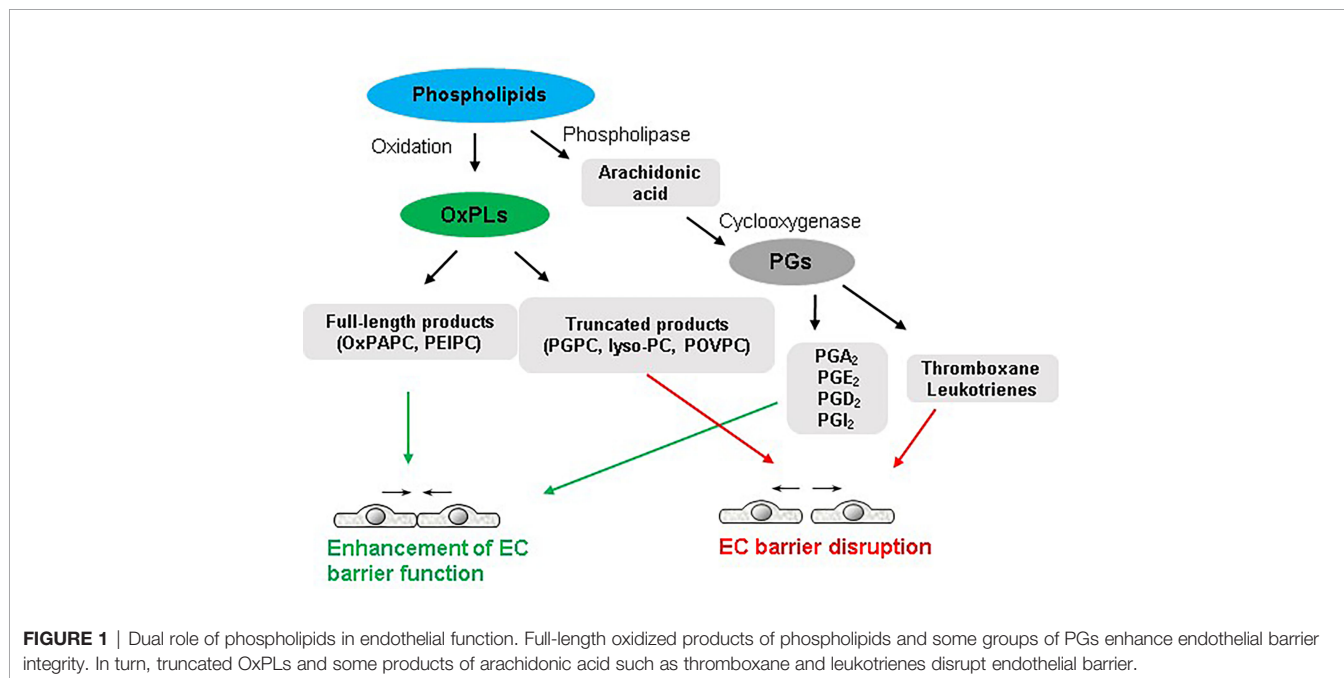 Phospholipids
Oxidation
Phospholipase
Arachidonic
acid
OxPLs
Cyclooxygenase
PGs
Full-length products
(OxPAPC, PEIPC)
Truncated products
(PGPC, lyso-PC, POVPC)
PGA₂
PGE₂
PGD₂
PGI₂
Thromboxane
Leukotrienes
Enhancement of EC
barrier function
EC barrier disruption
FIGURE 1 | Dual role of phospholipids in endothelial function. Full-length oxidized products of phospholipids and some groups of PGs enhance endothelial barrier
integrity. In turn, truncated OxPLs and some products of arachidonic acid such as thromboxane and leukotrienes disrupt endothelial barrier.